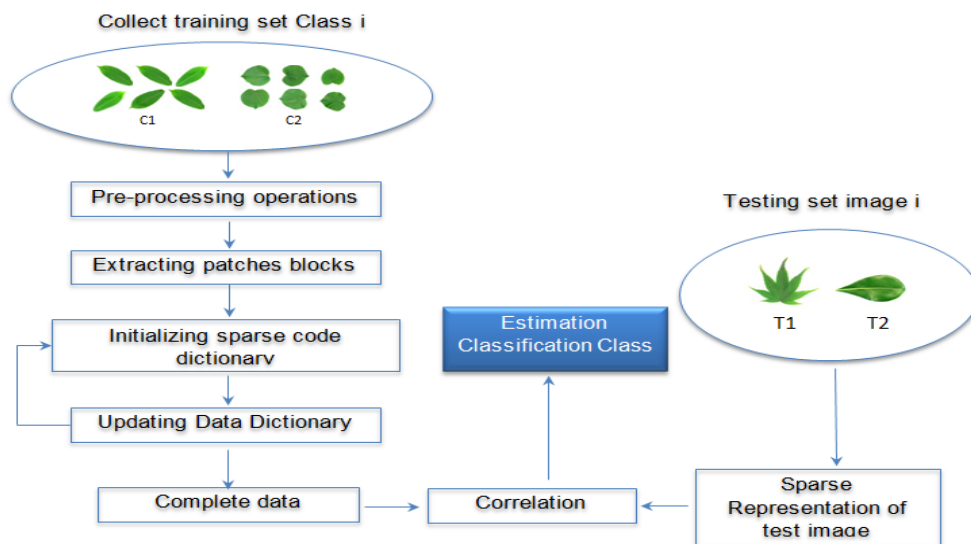 Collect training set Class i
C1
C2
Pre-processing operations
Extracting patches blocks
Initializing sparse code
dictionary
Updating Data Dictionary
Complete data
Correlation
Estimation
Classification Class
Testing set image i
T1
T2
Sparse
Representation of
test image